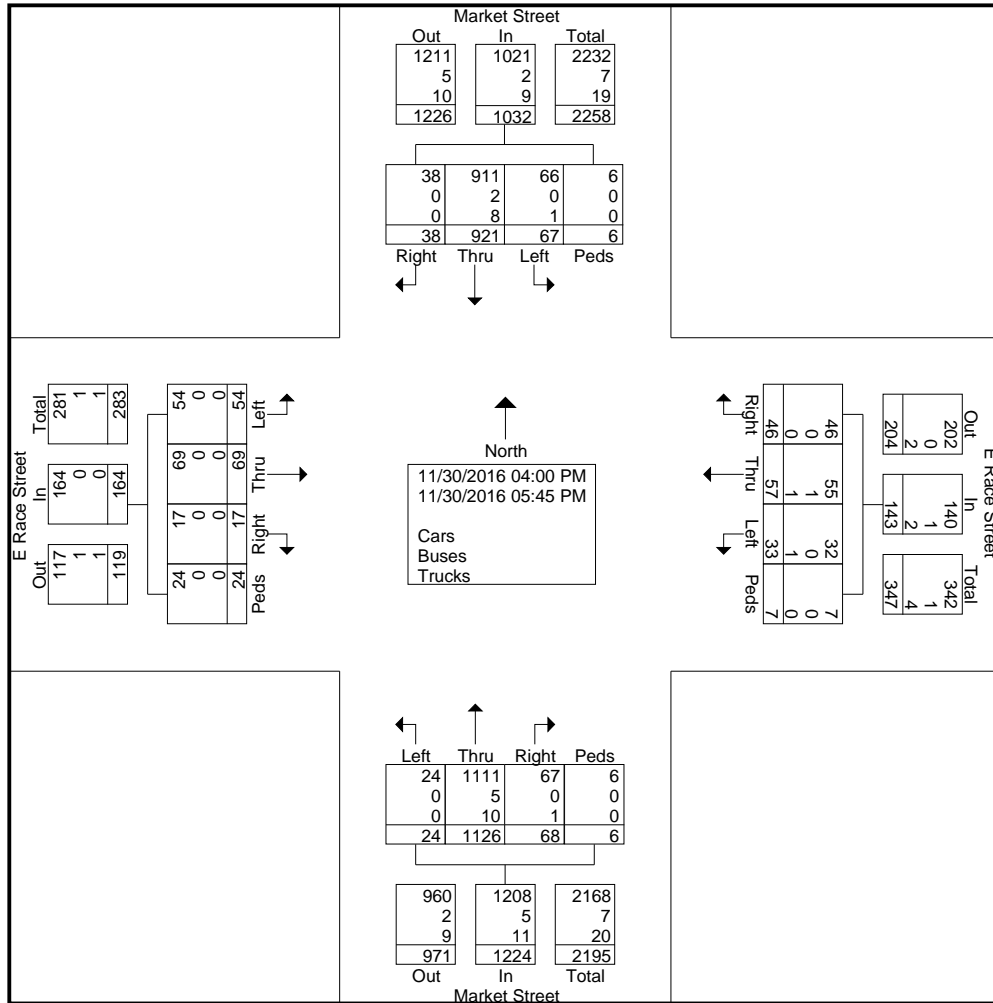 Market Street
Out In Total
1211 1021 2232
5 2 7
10 9 19
1226 1032 2258
38 911 66 6
0 2 0 0
0 8 1 0
38 921 67 6
Right Thru Left Peds
E Race Street
Total In Out
281 164 117
1 0 1
1 0 1
283 164 119
54 69 17 24
0 0 0 0
0 0 0 0
54 69 17 24
Left Thru Right Peds
North
11/30/2016 04:00 PM
11/30/2016 05:45 PM
Cars
Buses
Trucks
Right Thru Left Peds
46 55 32 7
0 1 0 0
0 1 1 0
46 57 33 7
E Race Street
Out In Total
202 140 342
0 1 1
2 2 4
204 143 347
Left Thru Right Peds
24 1111 67 6
0 5 0 0
0 10 1 0
24 1126 68 6
960 1208 2168
2 5 7
9 11 20
971 1224 2195
Out In Total
Market Street